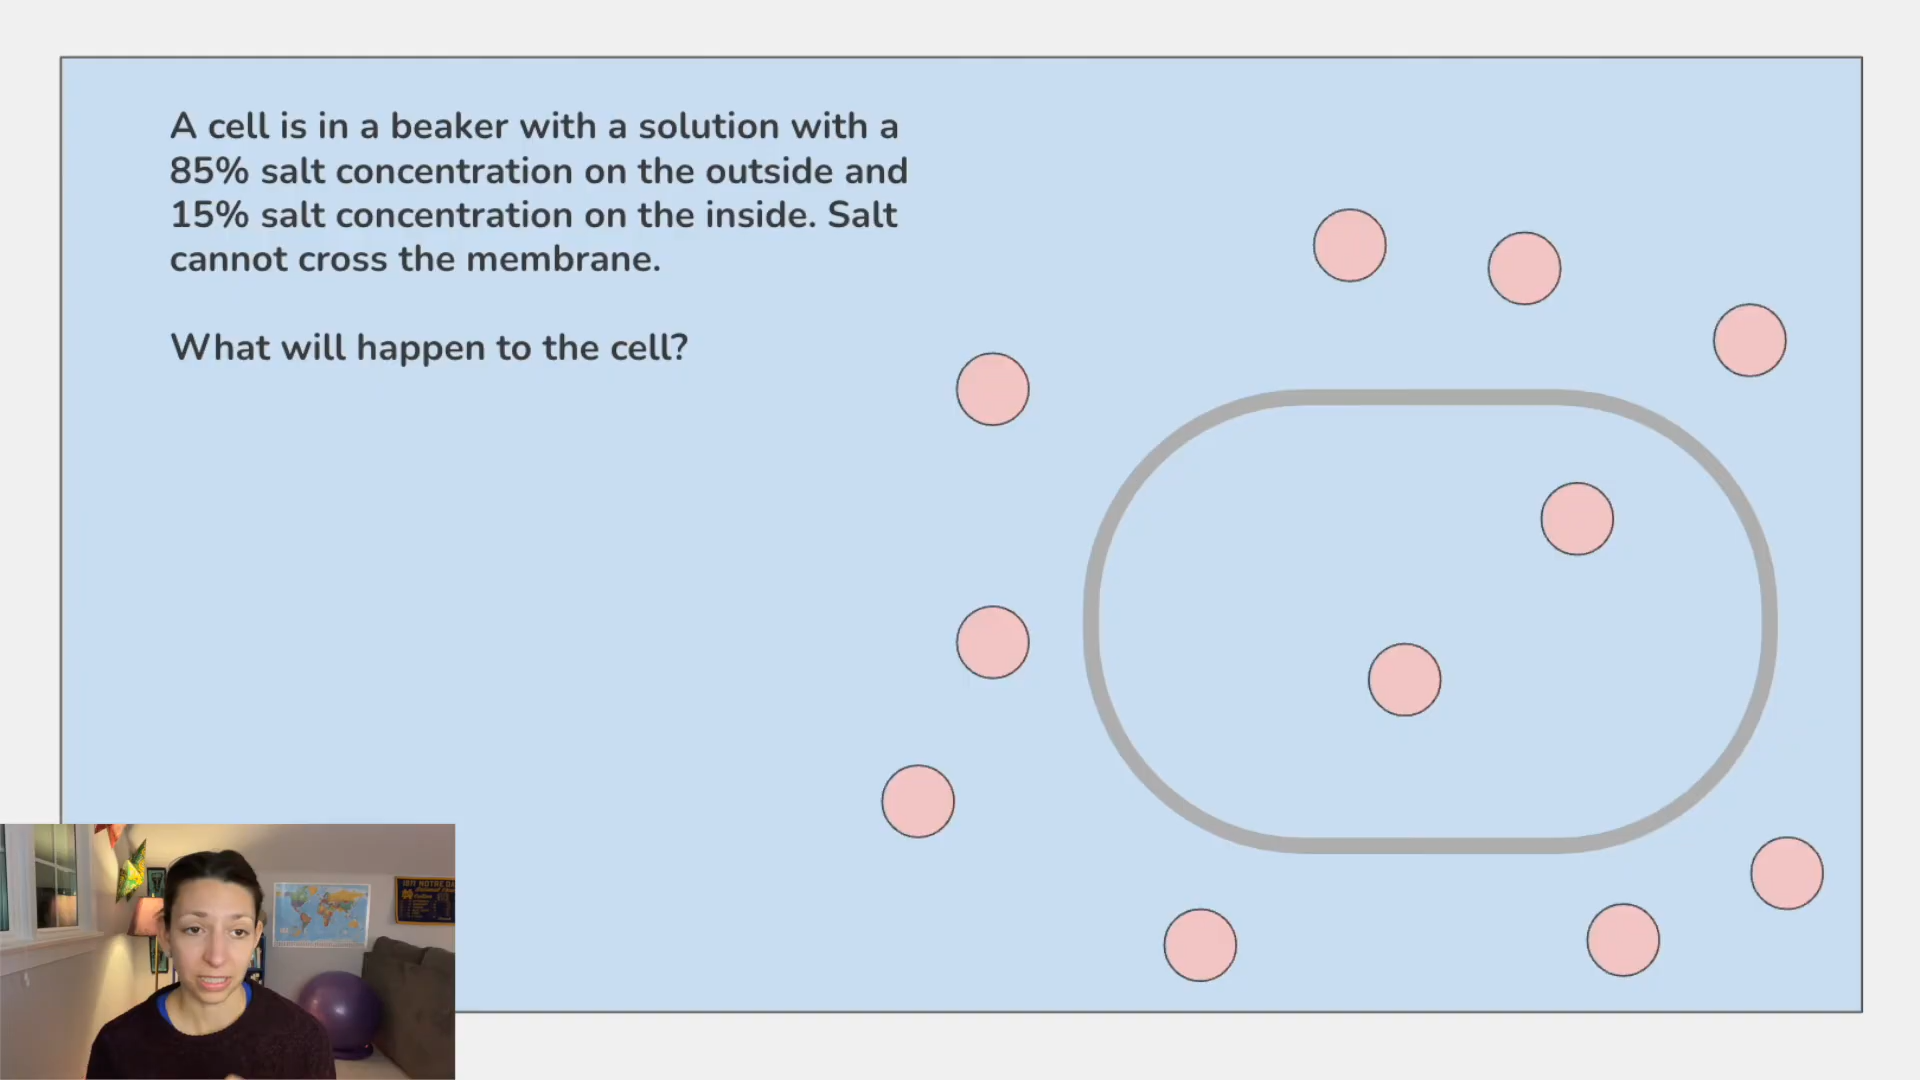 A cell is in a beaker with a solution with a
85% salt concentration on the outside and
15% salt concentration on the inside. Salt
cannot cross the membrane.
What will happen to the cell?